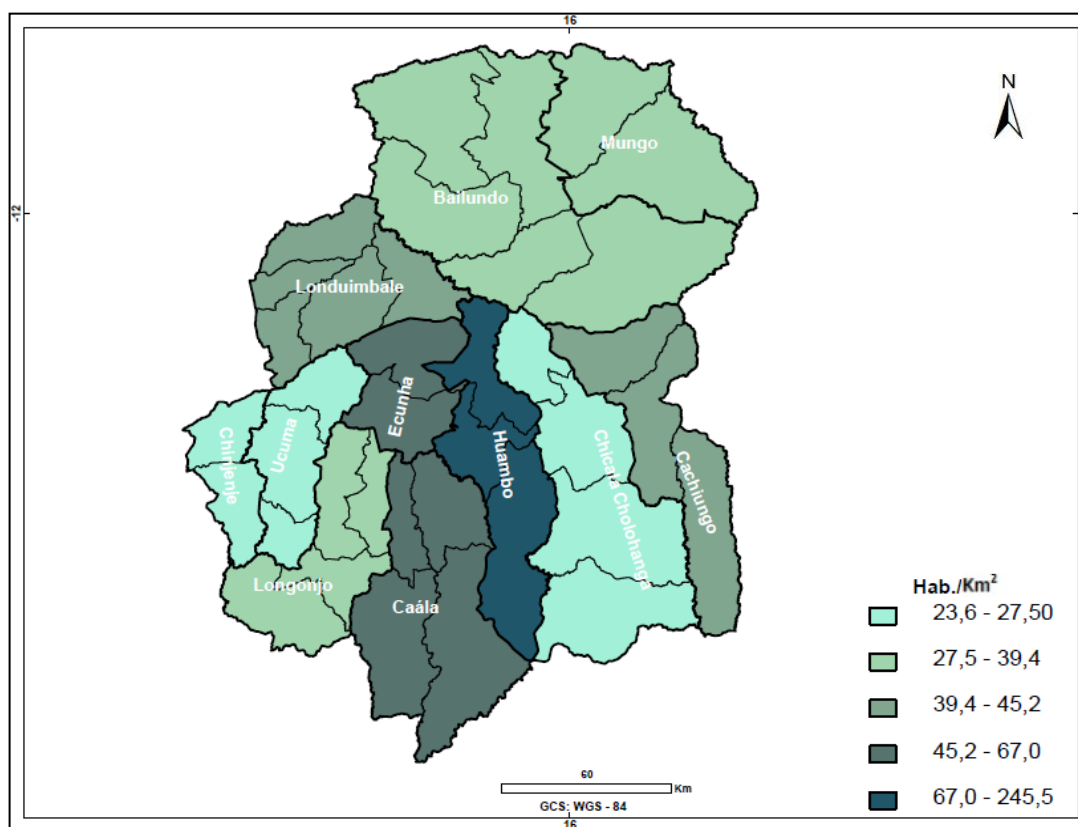 16
N
Mungo
Bailundo
-12
Londuimbale
Ecunha
Ucuma
Chinjenje
Huambo
Chicala Cholohanga
Cachiungo
Longonjo
Caála
Hab./Km²
23,6 - 27,50
27,5 - 39,4
39,4 - 45,2
45,2 - 67,0
67,0 - 245,5
60
Km
GCS: WGS - 84
16